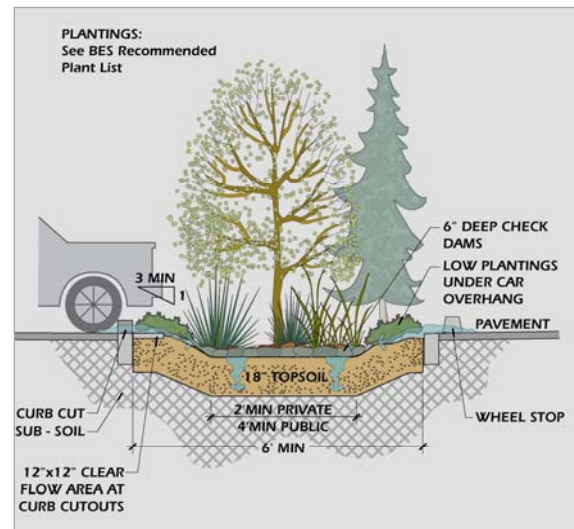 PLANTINGS:
See BES Recommended
Plant List
6" DEEP CHECK
DAMS
3 MIN
1
LOW PLANTINGS
UNDER CAR
OVERHANG
PAVEMENT
18" TOPSOIL
CURB CUT
SUB - SOIL
2'MIN PRIVATE
4'MIN PUBLIC
WHEEL STOP
6' MIN
12"x12" CLEAR
FLOW AREA AT
CURB CUTOUTS